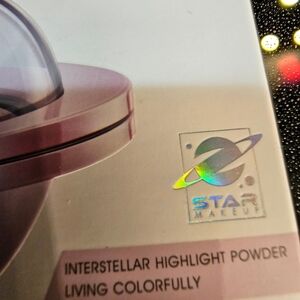 STAR
MAKEUP
INTERSTELLAR HIGHLIGHT POWDER
LIVING COLORFULLY